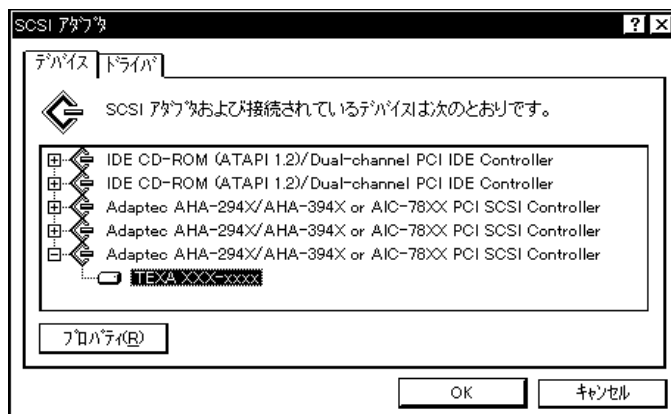 SCSI ｱﾀﾞﾌﾟﾀ
ﾃﾞﾊﾞｲｽ ﾄﾞﾗｲﾊﾞ
SCSI ｱﾀﾞﾌﾟﾀおよび接続されているﾃﾞﾊﾞｲｽは次のとおりです。
IDE CD-ROM (ATAPI 1.2)/Dual-channel PCI IDE Controller
IDE CD-ROM (ATAPI 1.2)/Dual-channel PCI IDE Controller
Adaptec AHA-294X/AHA-394X or AIC-78XX PCI SCSI Controller
Adaptec AHA-294X/AHA-394X or AIC-78XX PCI SCSI Controller
Adaptec AHA-294X/AHA-394X or AIC-78XX PCI SCSI Controller
TEXA XXX-xxxx
ﾌﾟﾛﾊﾟﾃｨ(R)
OK ｷｬﾝｾﾙ